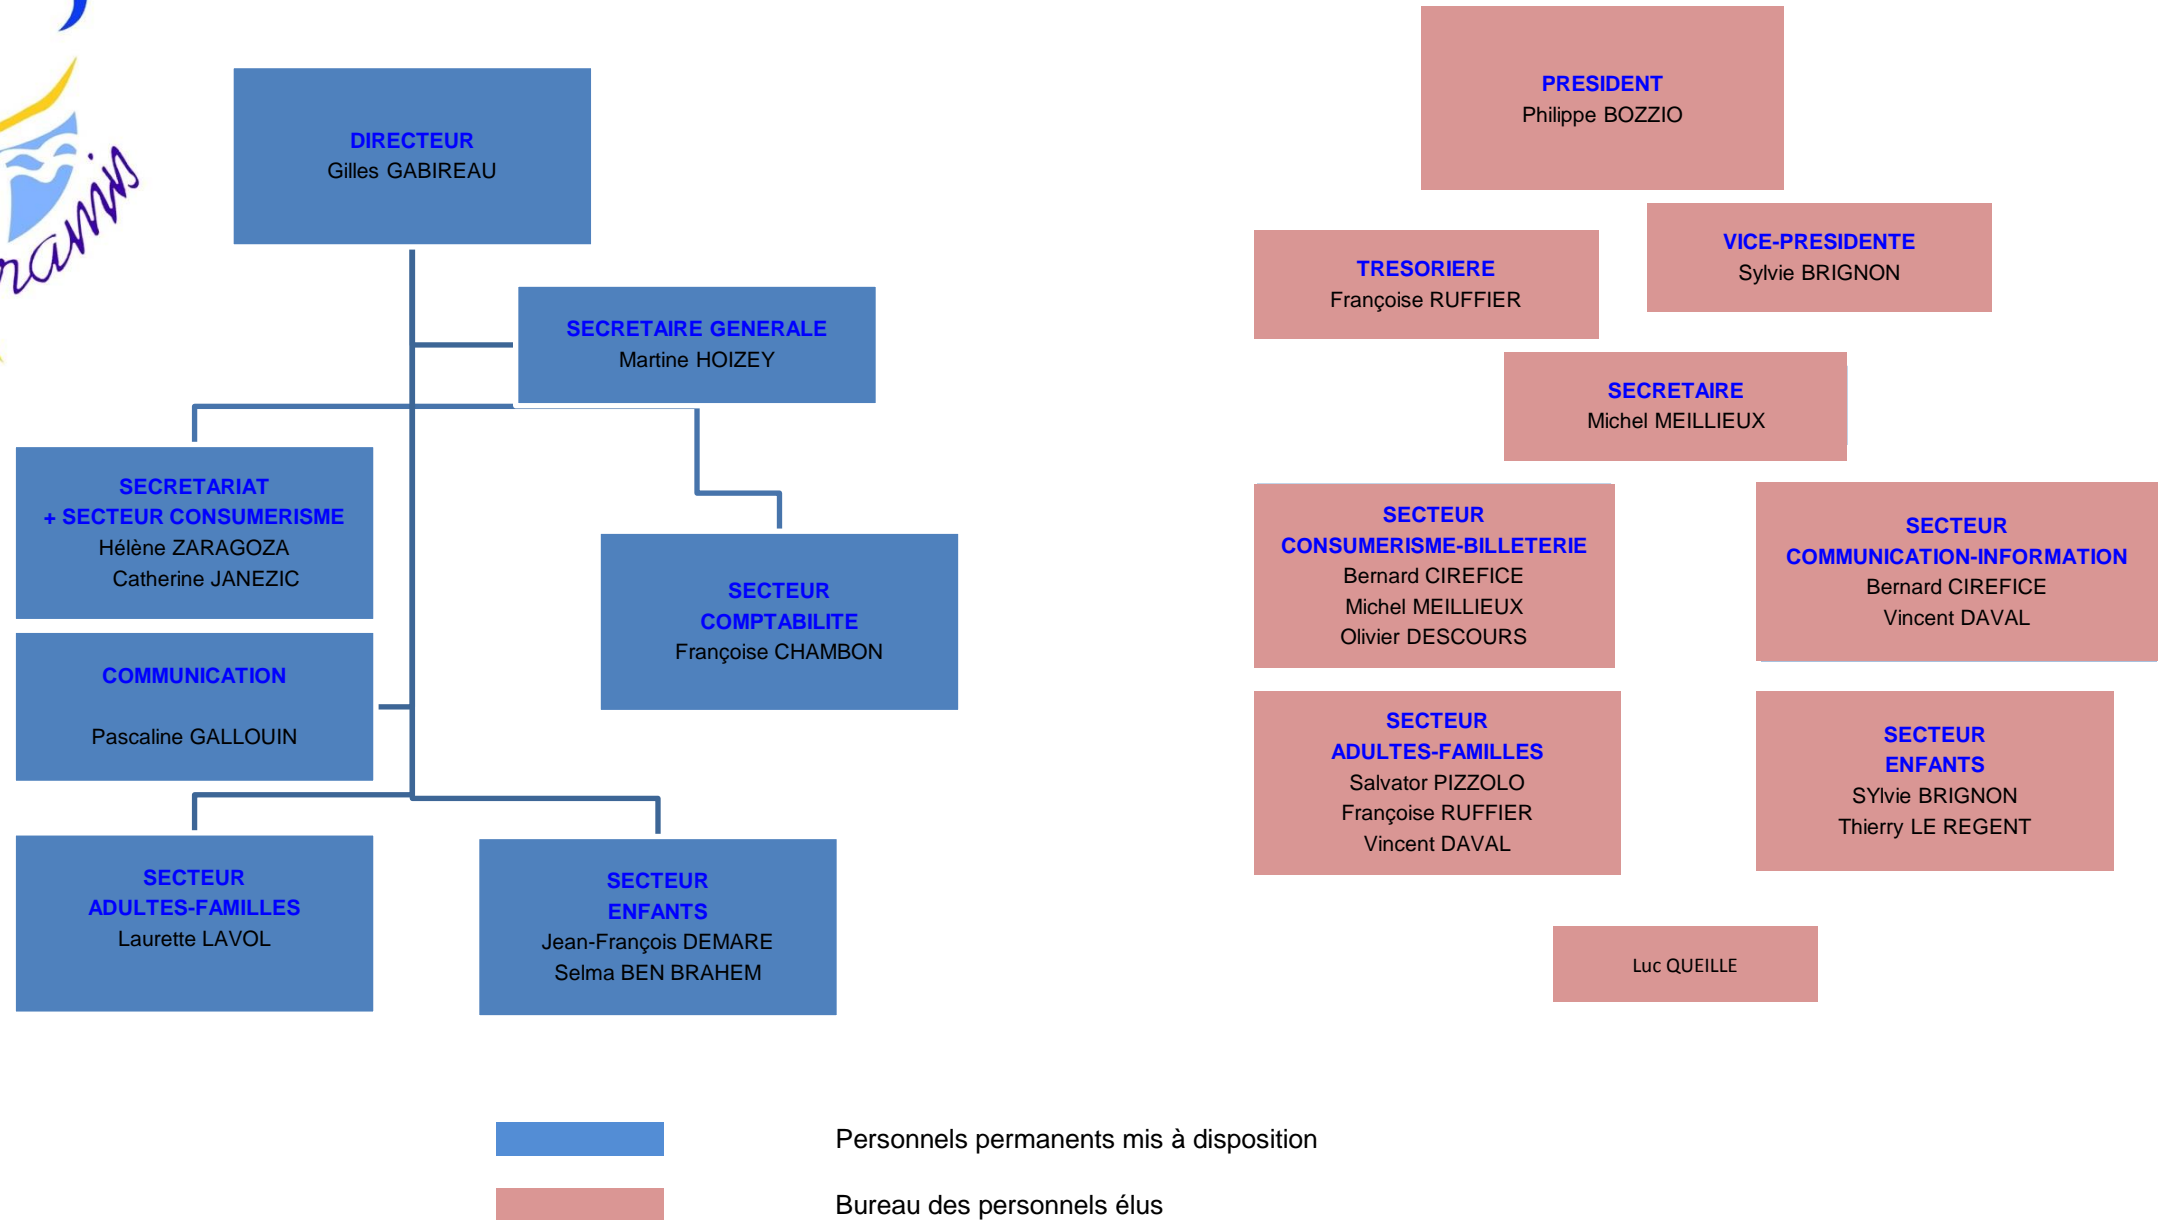 DIRECTEUR
Gilles GABIREAU
SECRETAIRE GENERALE
Martine HOIZEY
SECRETARIAT
+ SECTEUR CONSUMERISME
Hélène ZARAGOZA
Catherine JANEZIC
SECTEUR
COMPTABILITE
Françoise CHAMBON
COMMUNICATION
Pascaline GALLOUIN
SECTEUR
ADULTES-FAMILLES
Laurette LAVOL
SECTEUR
ENFANTS
Jean-François DEMARE
Selma BEN BRAHEM
PRESIDENT
Philippe BOZZIO
VICE-PRESIDENTE
Sylvie BRIGNON
TRESORIERE
Françoise RUFFIER
SECRETAIRE
Michel MEILLIEUX
SECTEUR
CONSUMERISME-BILLETERIE
Bernard CIREFICE
Michel MEILLIEUX
Olivier DESCOURS
SECTEUR
COMMUNICATION-INFORMATION
Bernard CIREFICE
Vincent DAVAL
SECTEUR
ADULTES-FAMILLES
Salvator PIZZOLO
Françoise RUFFIER
Vincent DAVAL
SECTEUR
ENFANTS
SYlvie BRIGNON
Thierry LE REGENT
Luc QUEILLE
Personnels permanents mis à disposition
Bureau des personnels élus